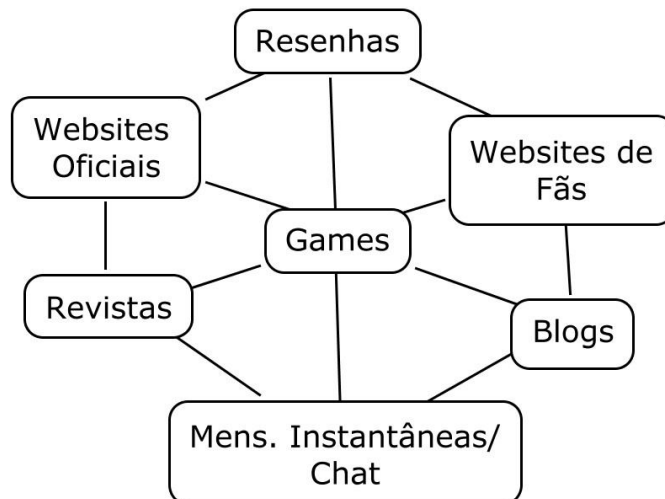 Resenhas
Websites
Oficiais
Websites de
Fãs
Games
Revistas
Blogs
Mens. Instantâneas/
Chat